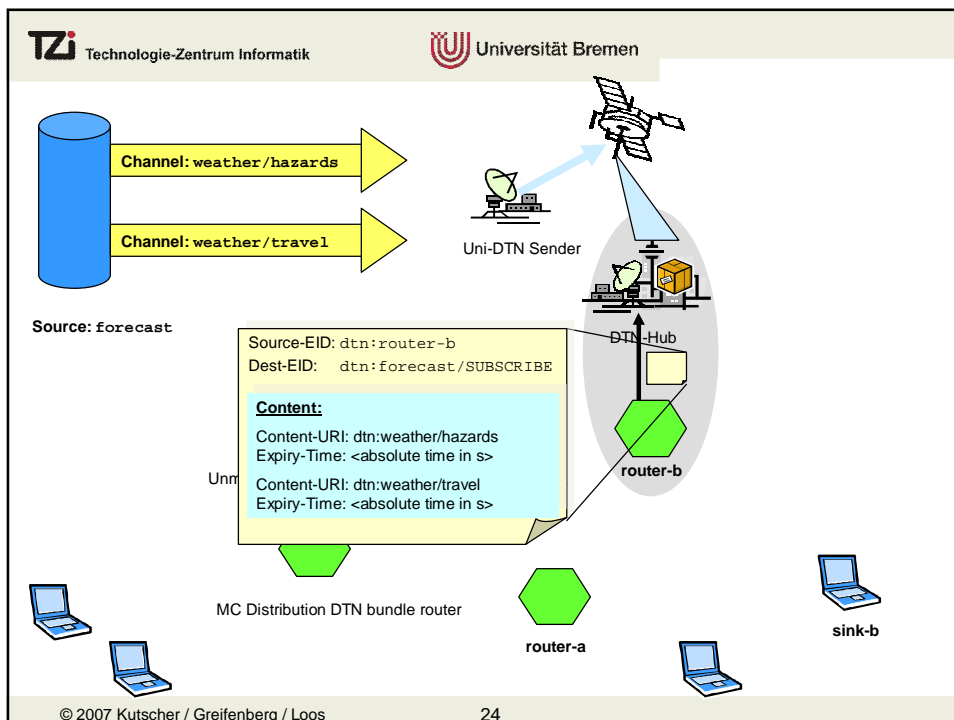 TZi Technologie-Zentrum Informatik
Universität Bremen
Channel: weather/hazards
Channel: weather/travel
Source: forecast
Uni-DTN Sender
DTN-Hub
Source-EID: dtn:router-b
Dest-EID: dtn:forecast/SUBSCRIBE
Content:
Content-URI: dtn:weather/hazards
Expiry-Time: <absolute time in s>
Content-URI: dtn:weather/travel
Expiry-Time: <absolute time in s>
router-b
MC Distribution DTN bundle router
router-a
sink-b
© 2007 Kutscher / Greifenberg / Loos
24